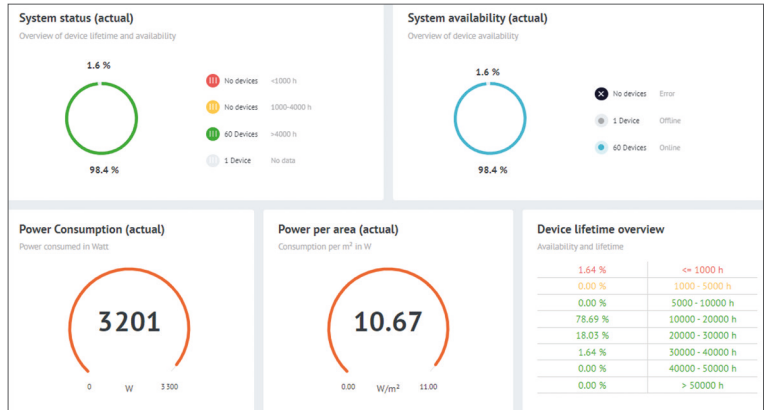 System status (actual)
Overview of device lifetime and availability
1.6 %
98.4 %
No devices <1000 h
No devices 1000-4000 h
60 Devices >4000 h
1 Device No data
System availability (actual)
Overview of device availability
1.6 %
98.4 %
No devices Error
1 Device Offline
60 Devices Online
Power Consumption (actual)
Power consumed in Watt
3201
0 W 3 300
Power per area (actual)
Consumption per m² in W
10.67
0.00 W/m² 11.00
Device lifetime overview
Availability and lifetime
1.64 % <= 1000 h
0.00 % 1000 - 5000 h
0.00 % 5000 - 10000 h
78.69 % 10000 - 20000 h
18.03 % 20000 - 30000 h
1.64 % 30000 - 40000 h
0.00 % 40000 - 50000 h
0.00 % > 50000 h